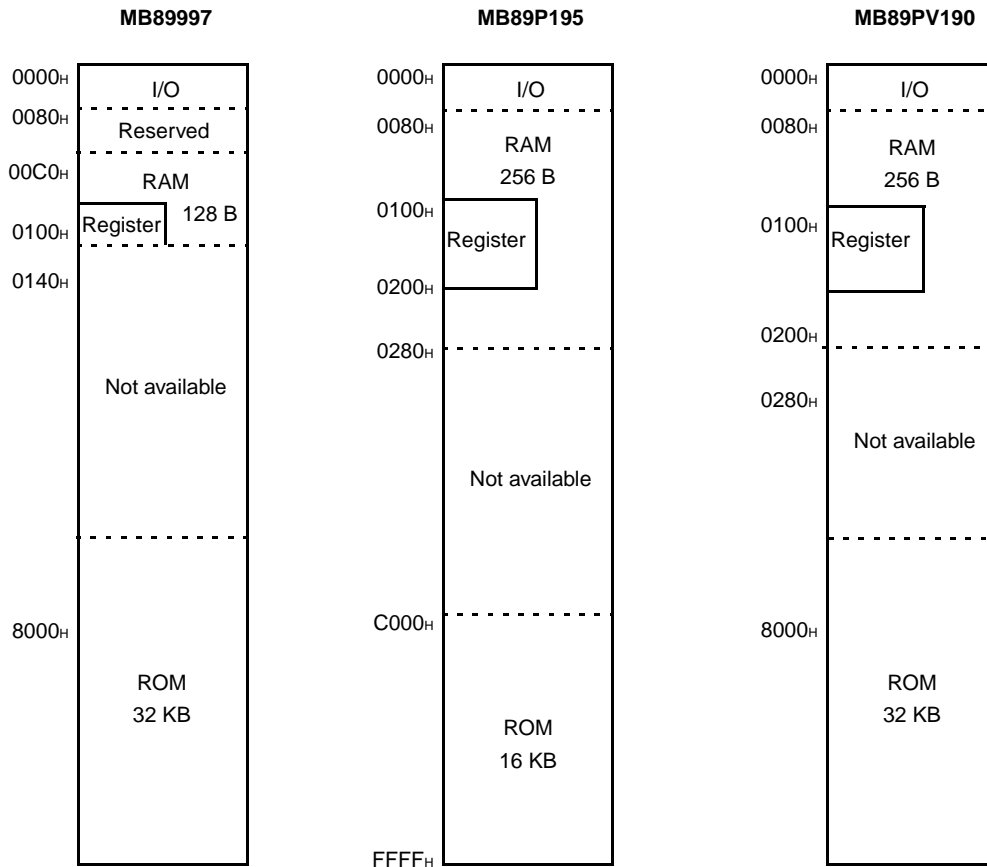 MB89997
0000H
I/O
0080H
Reserved
00C0H
RAM
128 B
Register
0100H
0140H
Not available
8000H
ROM
32 KB
MB89P195
0000H
I/O
0080H
RAM
256 B
0100H
Register
0200H
0280H
Not available
C000H
ROM
16 KB
FFFFH
MB89PV190
0000H
I/O
0080H
RAM
256 B
0100H
Register
0200H
0280H
Not available
8000H
ROM
32 KB